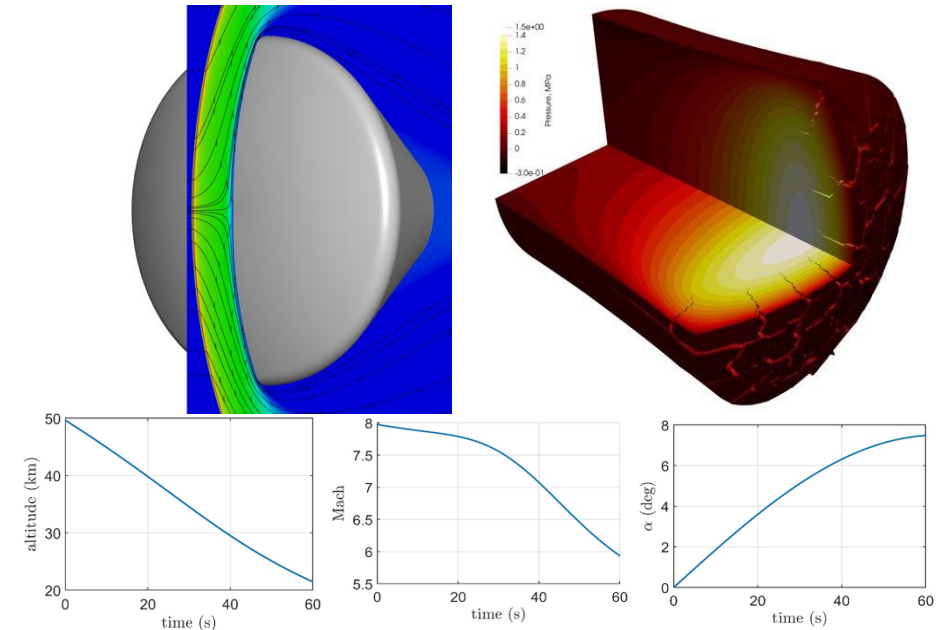 1.5e+00
1.4
1.2
1
0.8
0.6
0.4
0.2
0
-3.0e-01
Pressure, MPa
50
40
30
20
altitude (km)
0 20 40 60
time (s)
8
7.5
7
6.5
6
5.5
Mach
0 20 40 60
time (s)
8
6
4
2
0
α (deg)
0 20 40 60
time (s)